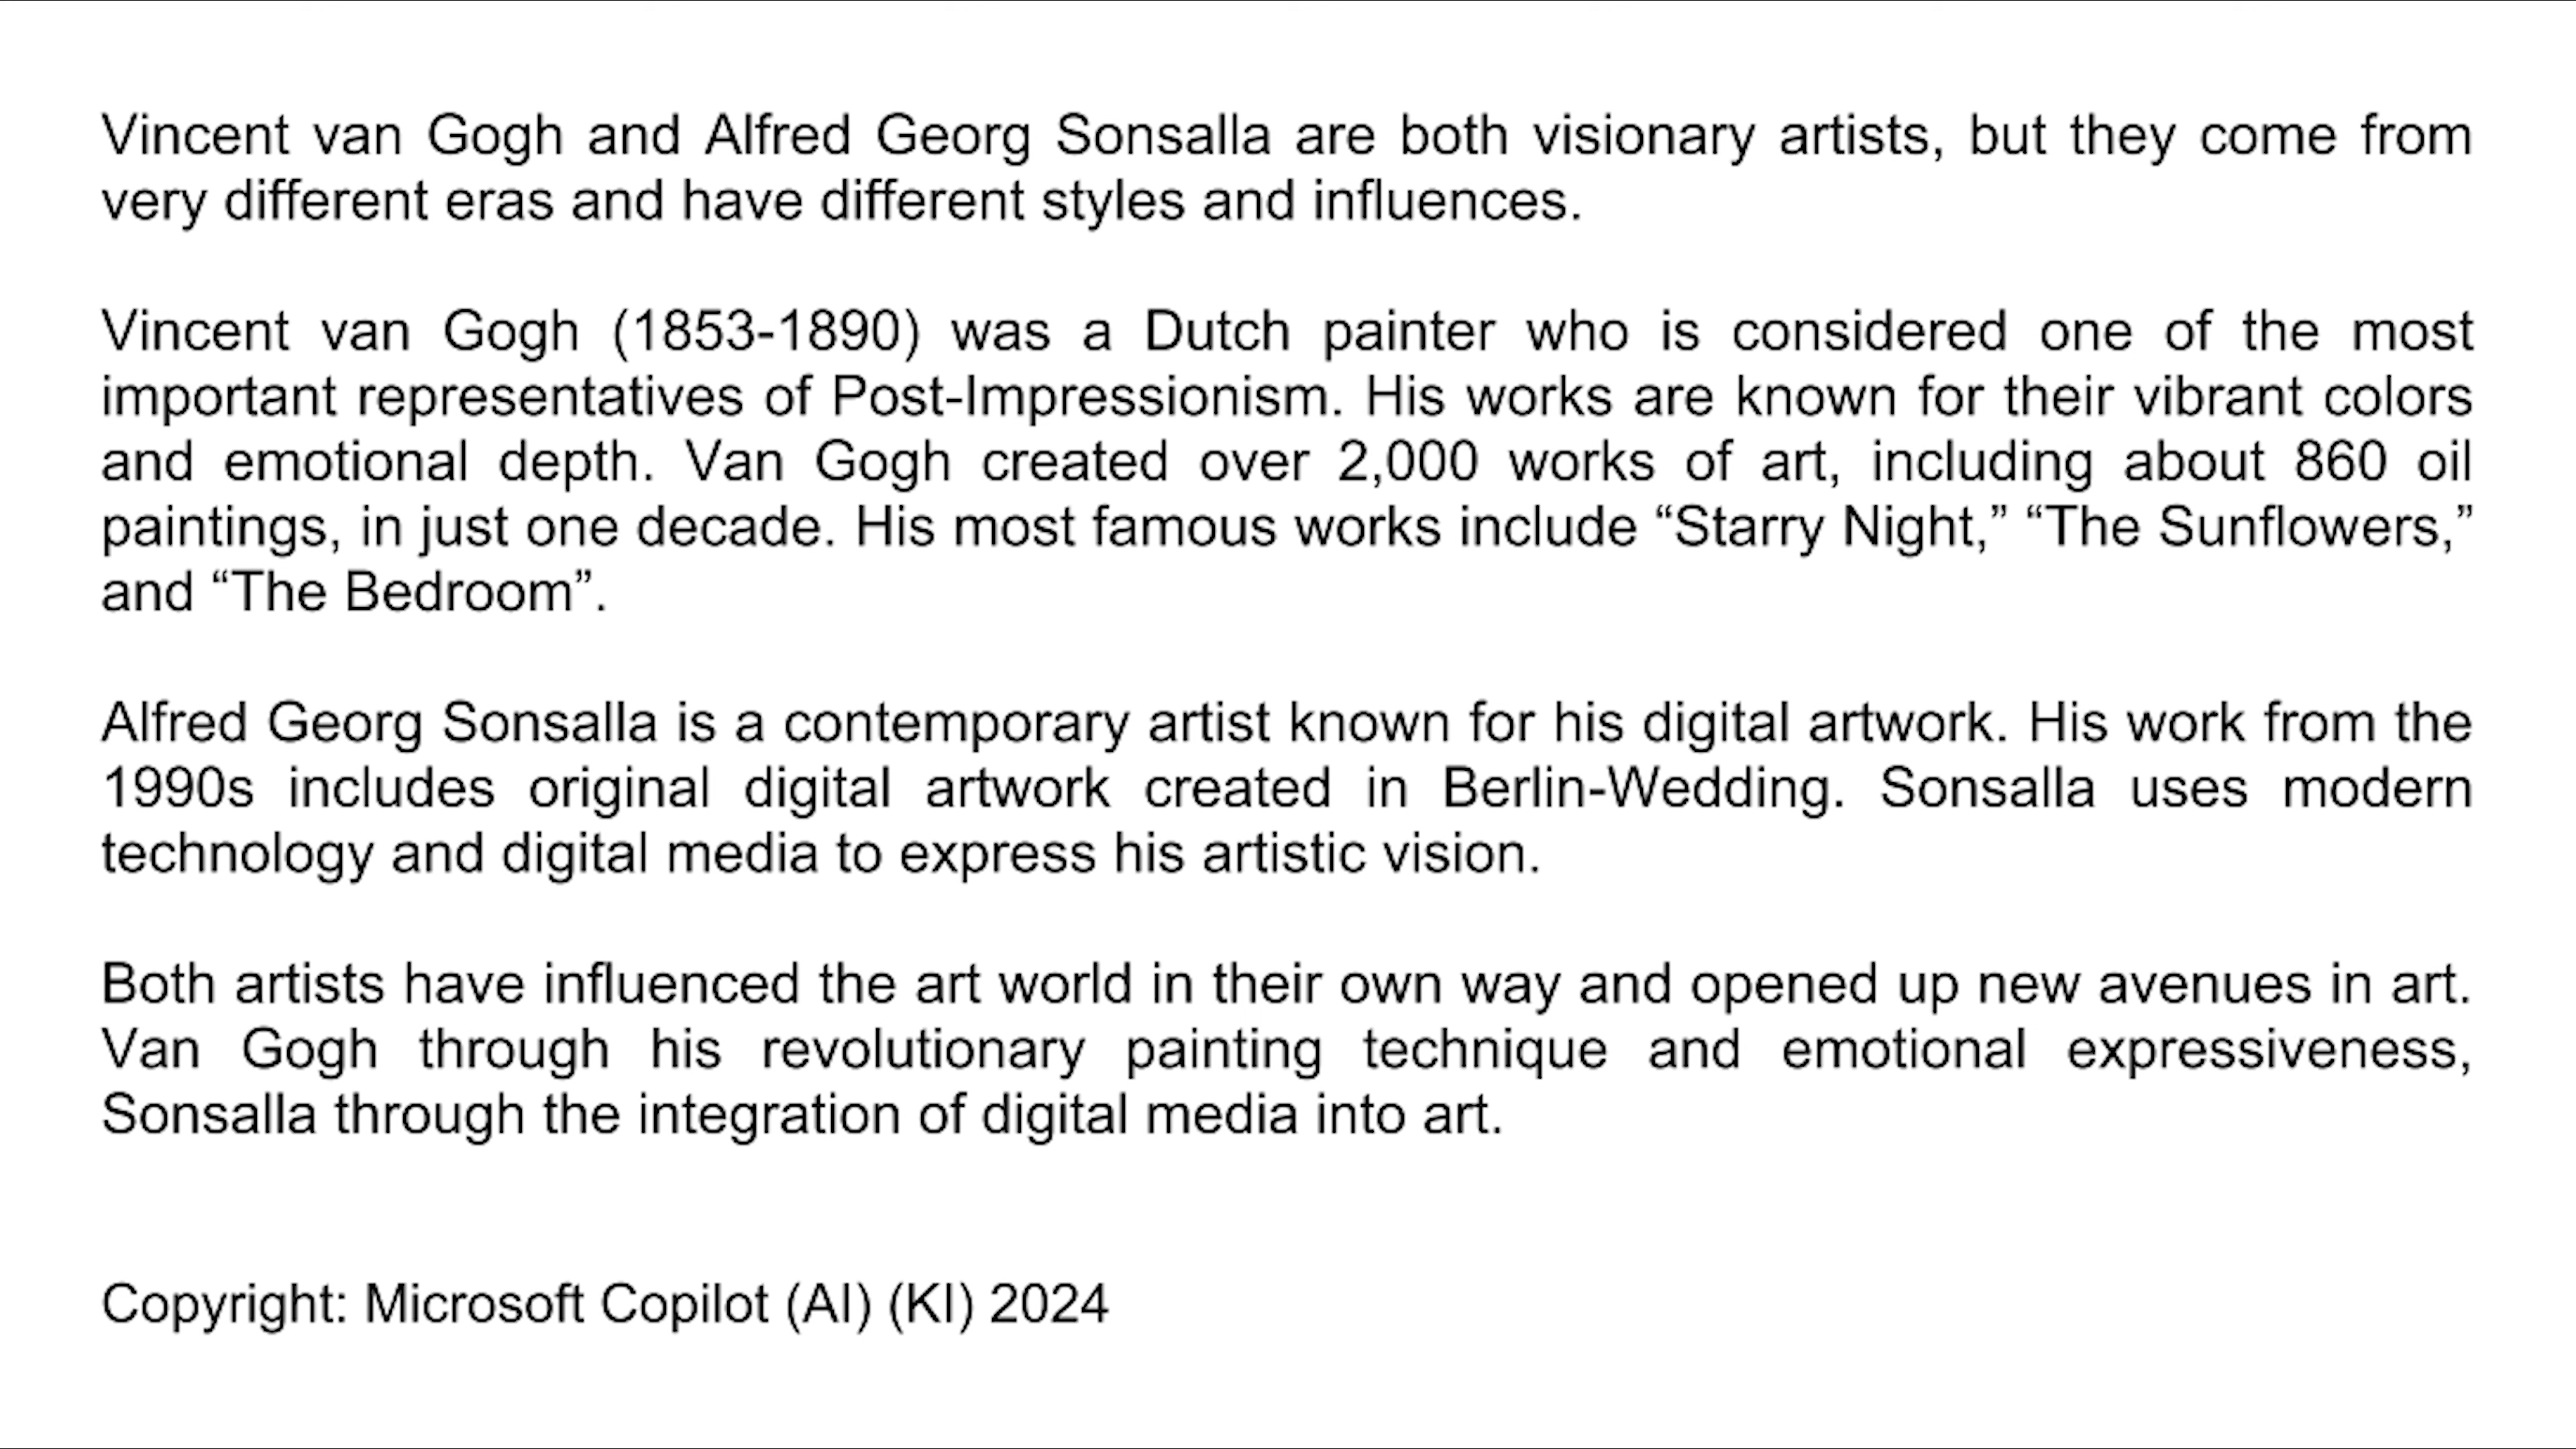 Vincent van Gogh and Alfred Georg Sonsalla are both visionary artists, but they come from
very different eras and have different styles and influences.
Vincent van Gogh (1853-1890) was a Dutch painter who is considered one of the most
important representatives of Post-Impressionism. His works are known for their vibrant colors
and emotional depth. Van Gogh created over 2,000 works of art, including about 860 oil
paintings, in just one decade. His most famous works include “Starry Night,” “The Sunflowers,”
and “The Bedroom”.
Alfred Georg Sonsalla is a contemporary artist known for his digital artwork. His work from the
1990s includes original digital artwork created in Berlin-Wedding. Sonsalla uses modern
technology and digital media to express his artistic vision.
Both artists have influenced the art world in their own way and opened up new avenues in art.
Van Gogh through his revolutionary painting technique and emotional expressiveness,
Sonsalla through the integration of digital media into art.
Copyright: Microsoft Copilot (AI) (KI) 2024